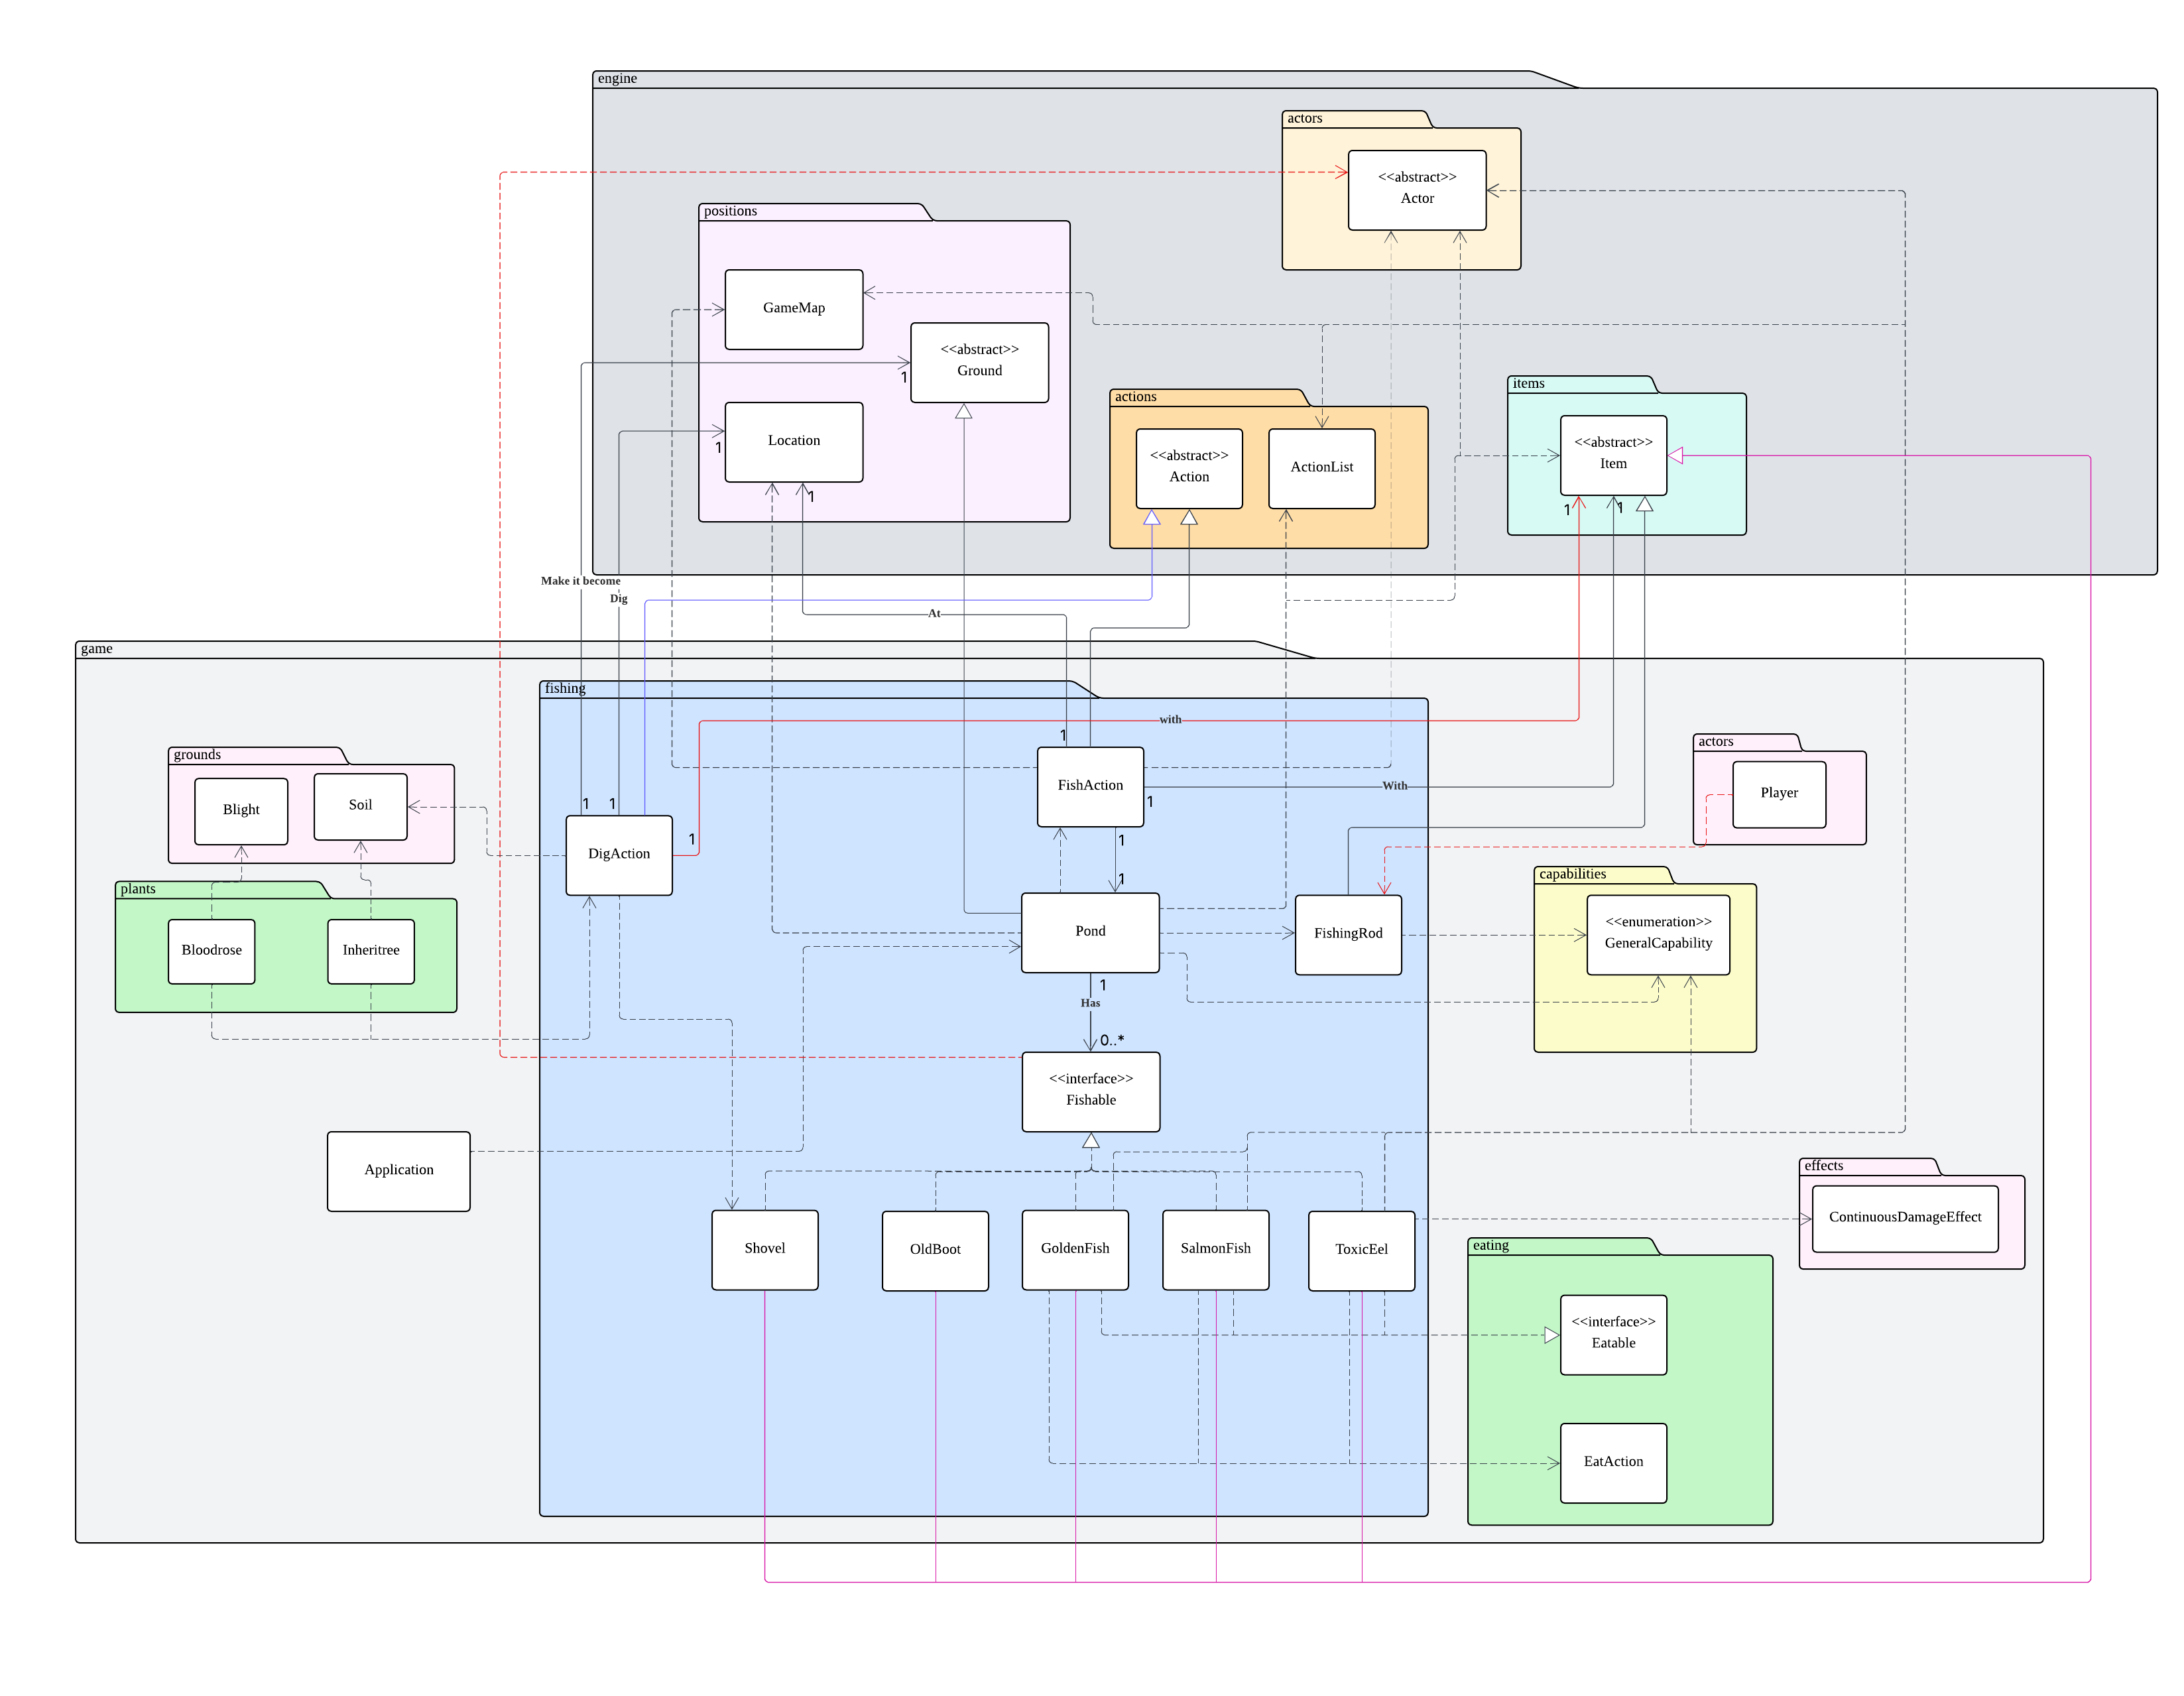 engine
actors
<<abstract>>
Actor
positions
GameMap
<<abstract>>
Ground
1
Location
1
1
actions
<<abstract>>
Action
ActionList
items
<<abstract>>
Item
1
1
Make it become
Dig
At
game
fishing
with
1
grounds
Blight
Soil
FishAction
With
1
actors
Player
1
1
DigAction
1
1
1
plants
Bloodrose
Inheritree
Pond
1
Has
0..*
FishingRod
capabilities
<<enumeration>>
GeneralCapability
<<interface>>
Fishable
Application
effects
ContinuousDamageEffect
Shovel
OldBoot
GoldenFish
SalmonFish
ToxicEel
eating
<<interface>>
Eatable
EatAction